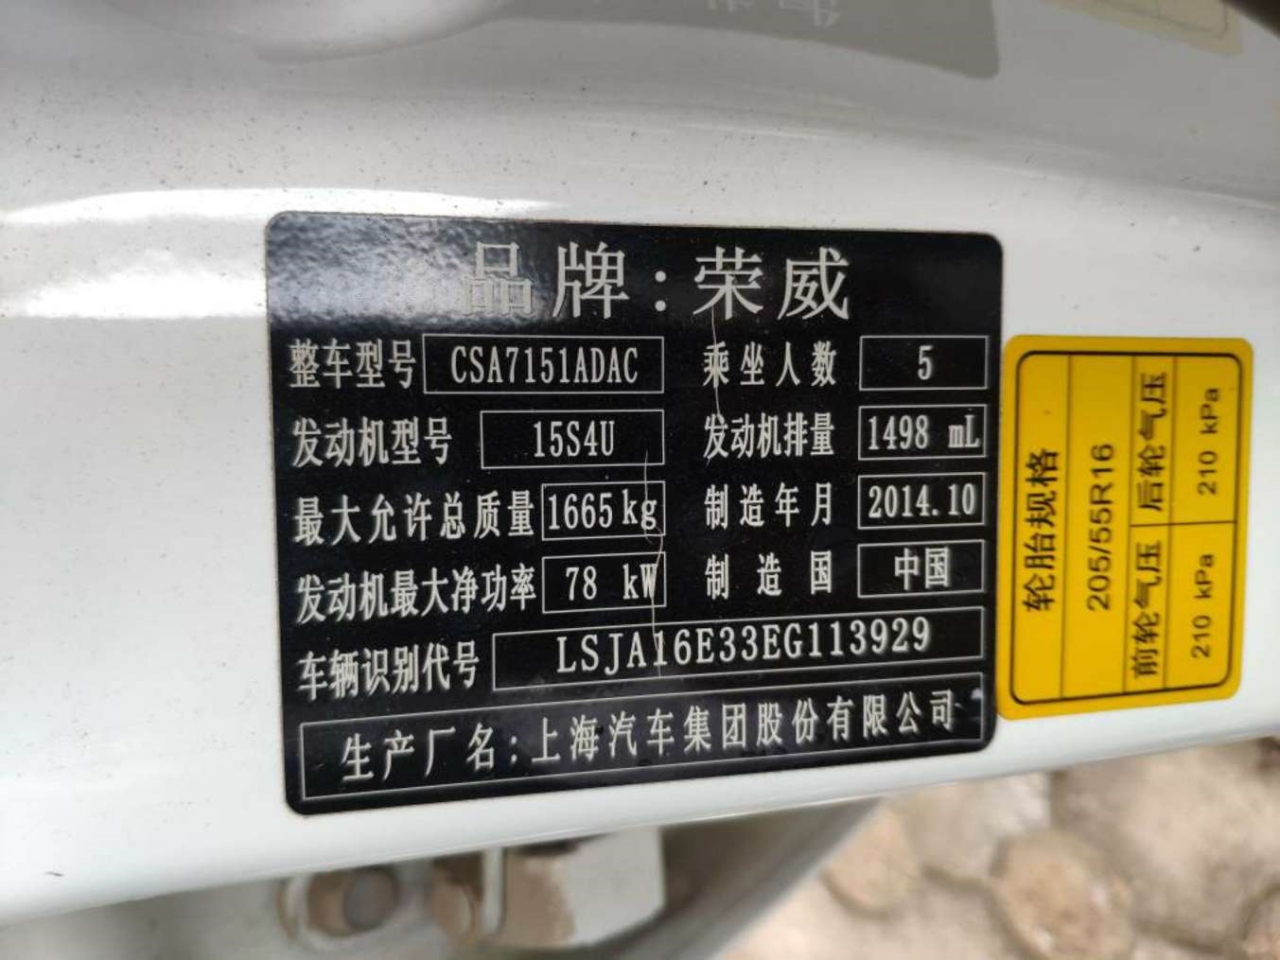 品牌：荣威
整车型号 CSA7151ADAC 乘坐人数 5
发动机型号 15S4U 发动机排量 1498 mL
最大允许总质量 1665kg 制造年月 2014.10
发动机最大净功率 78 kW 制造国 中国
车辆识别代号 LSJA16E33EG113929
生产厂名：上海汽车集团股份有限公司
轮胎规格
205/55R16
前轮气压 后轮气压
210 kPa 210 kPa